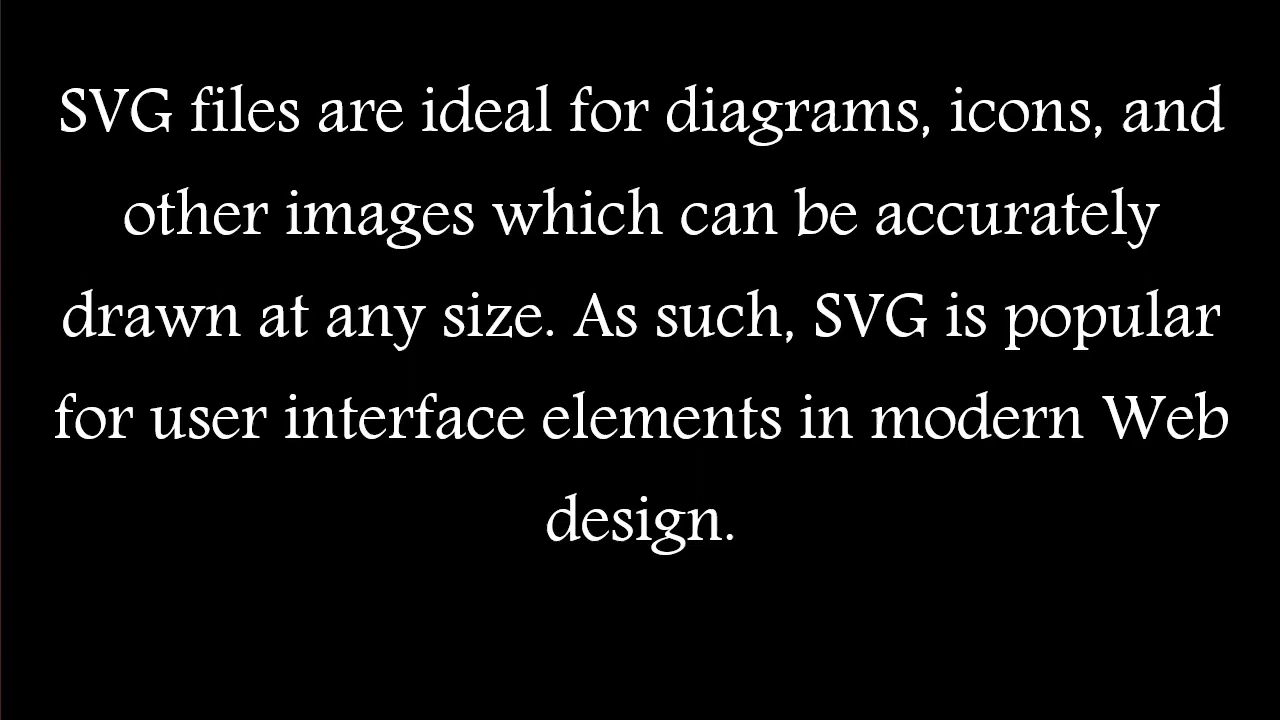 SVG files are ideal for diagrams, icons, and
other images which can be accurately
drawn at any size. As such, SVG is popular
for user interface elements in modern Web
design.